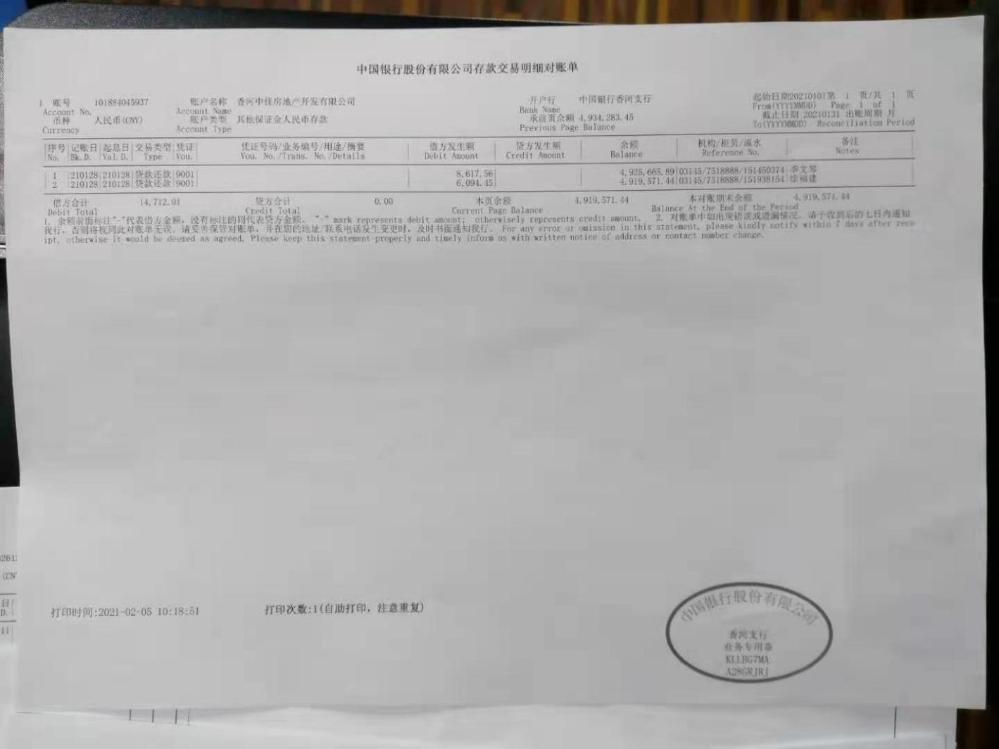 中国银行股份有限公司存款交易明细对账单
1 账号 101884045937 账户名称 香河中佳房地产开发有限公司 开户行 中国银行香河支行 起始日期20210101第 1 页/共 1 页
Account No. Account Name Bank Name From(YYYYMMDD) Page 1 of 1
币种 人民币(CNY) 账户类型 其他保证金人民币存款 承前页余额 4,934,283.45 截止日期 20210131 出账周期 月
Currency Account Type Previous Page Balance To(YYYYMMDD) Reconciliation Period
序号 记账日 起息日 交易类型 凭证 凭证号码/业务编号/用途/摘要 借方发生额 贷方发生额 余额 机构/柜员/流水 备注
No. Bk. D. Val. D. Type Vou. Vou. No./Trans. No./Details Debit Amount Credit Amount Balance Reference No. Notes
1 210128 210128 贷款还款 9001 8,617.56 4,925,665.89 03145/7518888/151450374 李文琴
2 210128 210128 贷款还款 9001 6,094.45 4,919,571.44 03145/7518888/151938154 徐福建
借方合计 14,712.01 贷方合计 0.00 本页余额 4,919,571.44 本对账期末余额 4,919,571.44
Debit Total Credit Total Current Page Balance Balance At the End of the Period
1. 余额前面标注"-"代表借方金额，没有标注的则代表贷方金额。 "-" mark represents debit amount; otherwisely represents credit amount. 2. 对账单中如出现错误或遗漏情况，请于收到后的七日内通知
我行，否则将视同此对账单无误。请妥善保管对账单，并在您的地址/联系电话发生变更时，及时书面通知我行。 For any error or omission in this statement, please kindly notify within 7 days after rece
ipt, otherwise it would be deemed as agreed. Please keep this statement properly and timely inform us with written notice of address or contact number change.
打印时间:2021-02-05 10:18:51 打印次数:1(自助打印，注意重复)
中国银行股份有限公司
香河支行
业务专用章
KLLBG7MA
A28GRJRJ
(CN
日
D.
11